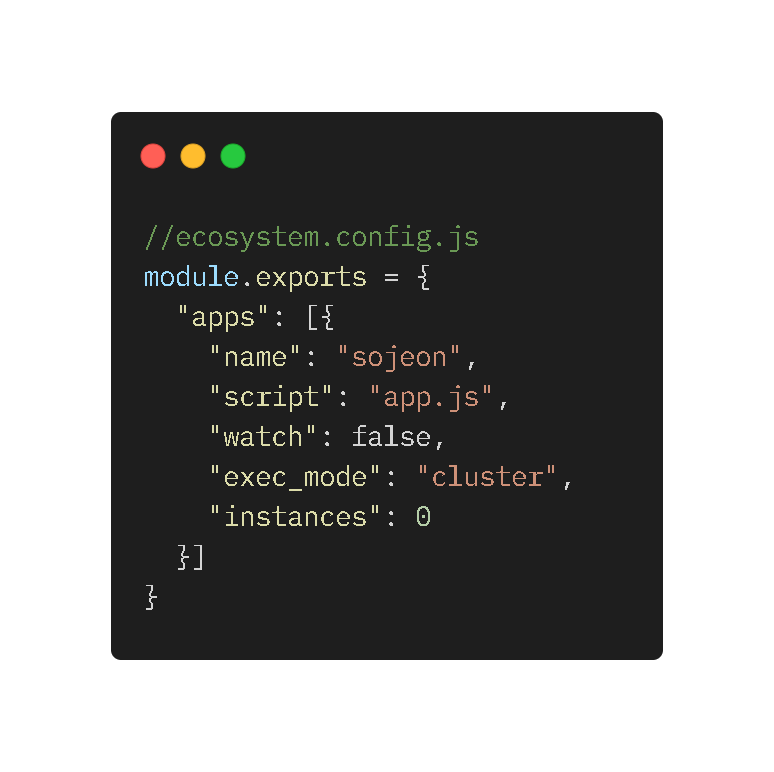 //ecosystem.config.js
module.exports = {
  "apps": [{
    "name": "sojeon",
    "script": "app.js",
    "watch": false,
    "exec_mode": "cluster",
    "instances": 0
  }]
}